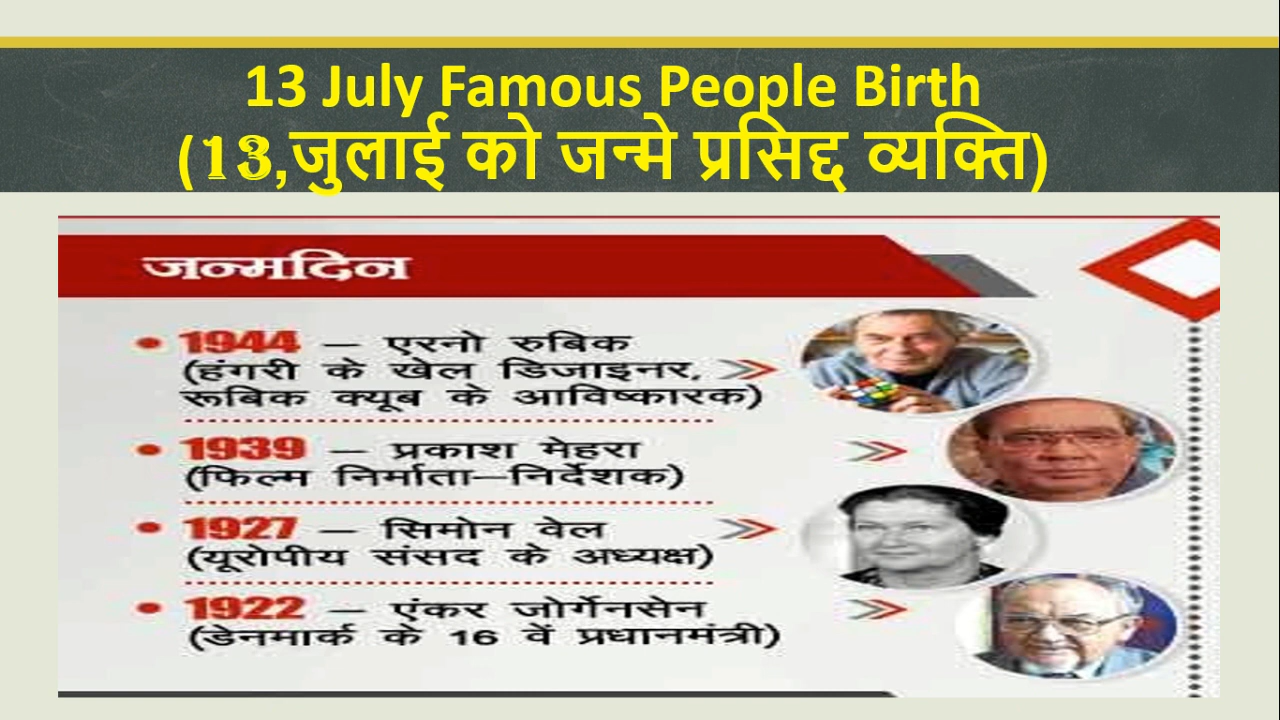 13 July Famous People Birth
(13,जुलाई को जन्मे प्रसिद्द व्यक्ति)
जन्मदिन
• 1944 – एरनो रुबिक
(हंगरी के खेल डिजाइनर,
रूबिक क्यूब के आविष्कारक)
• 1939 – प्रकाश मेहरा
(फिल्म निर्माता–निर्देशक)
• 1927 – सिमोन वेल
(यूरोपीय संसद के अध्यक्ष)
• 1922 – एंकर जोर्गेनसेन
(डेनमार्क के 16 वें प्रधानमंत्री)